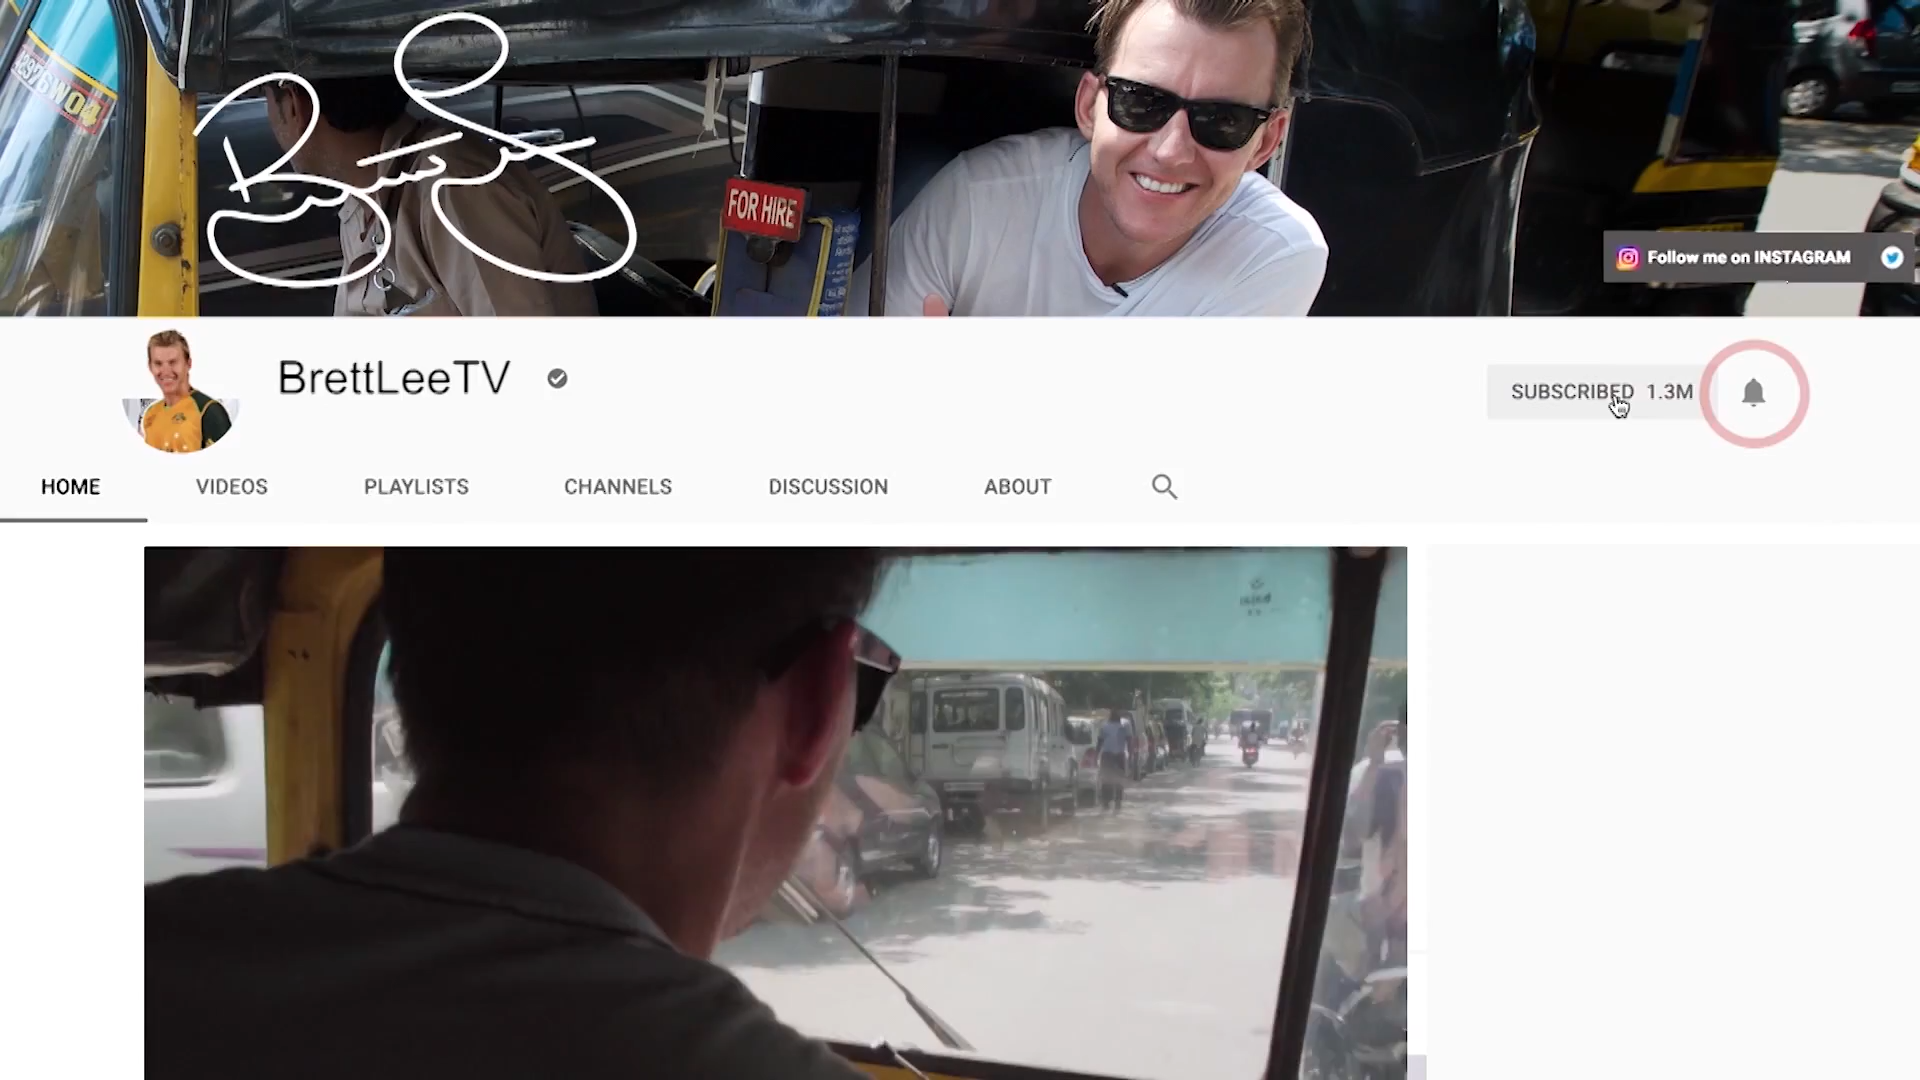 FOR HIRE
Follow me on INSTAGRAM
BrettLeeTV
SUBSCRIBED 1.3M
HOME VIDEOS PLAYLISTS CHANNELS DISCUSSION ABOUT